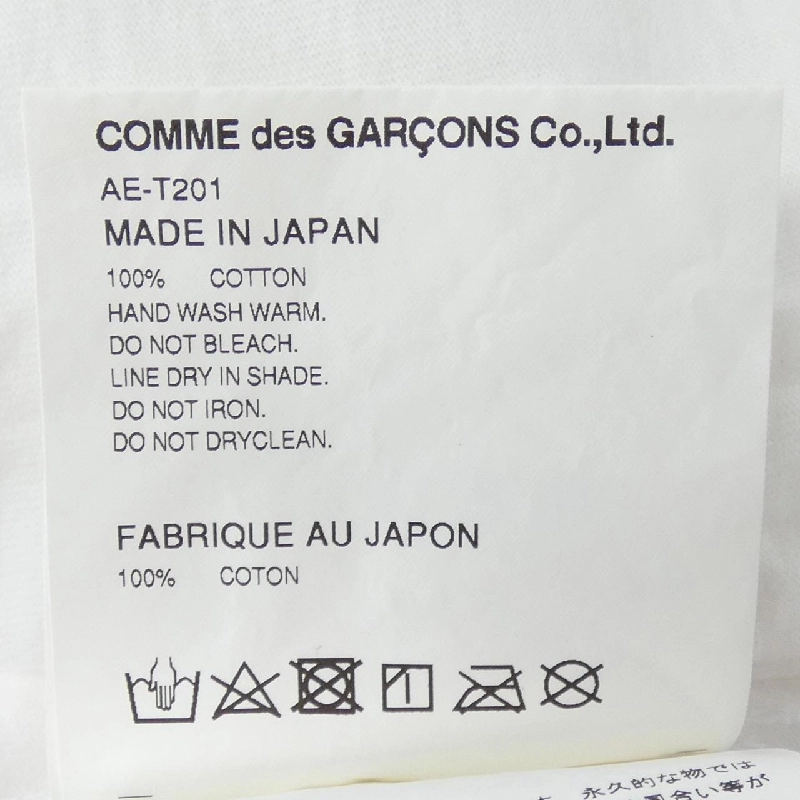 COMME des GARÇONS Co.,Ltd.
AE-T201
MADE IN JAPAN
100% COTTON
HAND WASH WARM.
DO NOT BLEACH.
LINE DRY IN SHADE.
DO NOT IRON.
DO NOT DRYCLEAN.
FABRIQUE AU JAPON
100% COTON
永久的な物では
合い等が